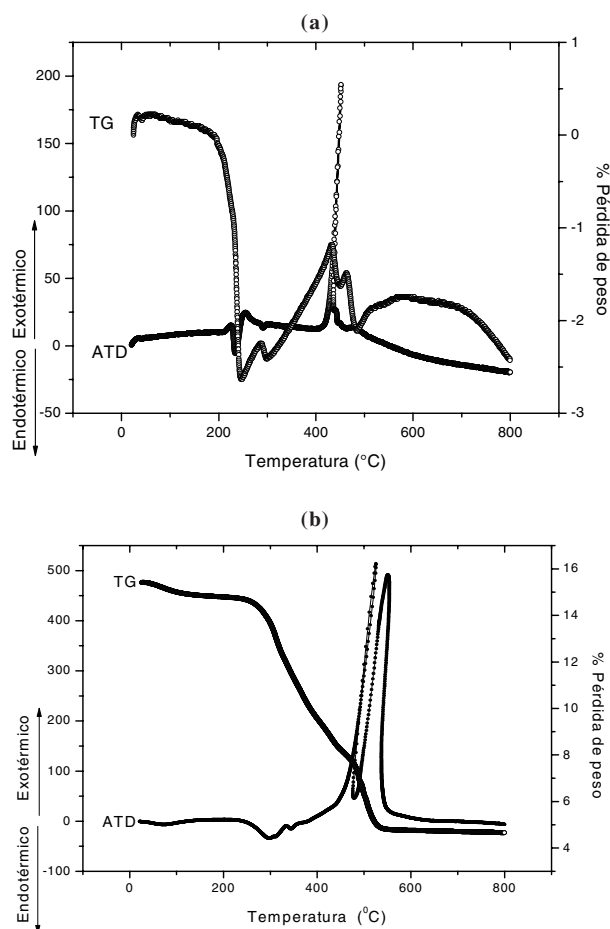 (a)
200
150
100
50
0
-50
1
0
-1
-2
-3
TG
ATD
Exotérmico
Endotérmico
% Pérdida de peso
0 200 400 600 800
Temperatura (°C)
(b)
500
400
300
200
100
0
-100
16
14
12
10
8
6
4
TG
ATD
Exotérmico
Endotérmico
% Pérdida de peso
0 200 400 600 800
Temperatura (⁰C)